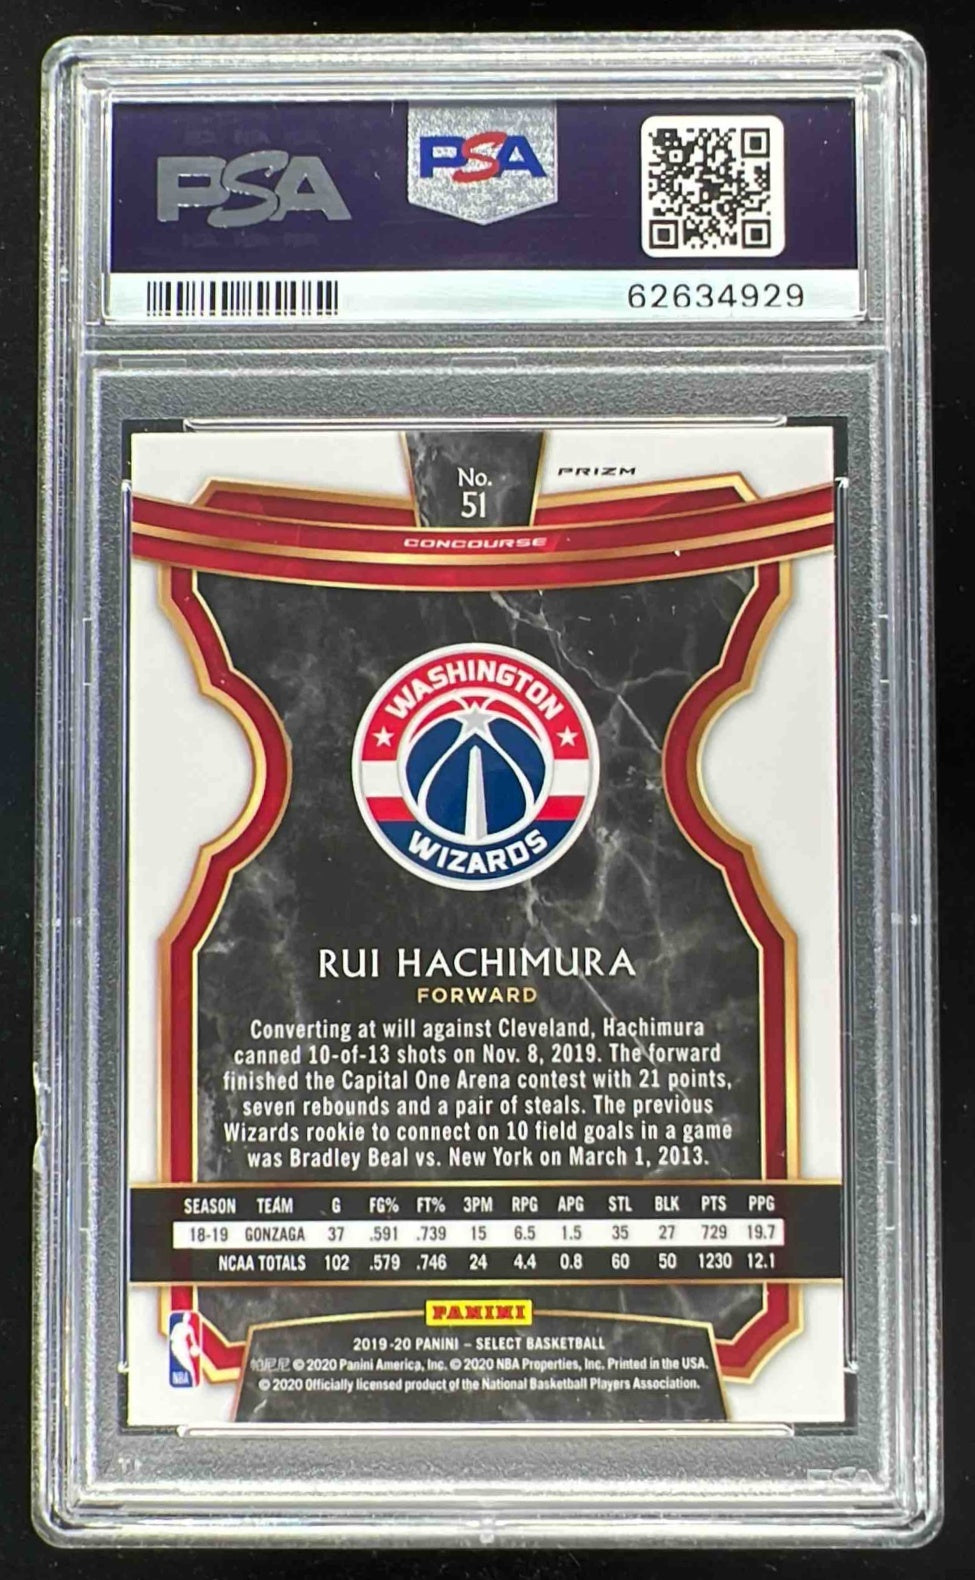 PSA
PSA
62634929
No.
51
PRIZM
CONCOURSE
WASHINGTON
WIZARDS
RUI HACHIMURA
FORWARD
Converting at will against Cleveland, Hachimura
canned 10-of-13 shots on Nov. 8, 2019. The forward
finished the Capital One Arena contest with 21 points,
seven rebounds and a pair of steals. The previous
Wizards rookie to connect on 10 field goals in a game
was Bradley Beal vs. New York on March 1, 2013.
SEASON TEAM G FG% FT% 3PM RPG APG STL BLK PTS PPG
18-19 GONZAGA 37 .591 .739 15 6.5 1.5 35 27 729 19.7
NCAA TOTALS 102 .579 .746 24 4.4 0.8 60 50 1230 12.1
PANINI
2019-20 PANINI – SELECT BASKETBALL
帕尼尼 © 2020 Panini America, Inc. © 2020 NBA Properties, Inc. Printed in the USA.
© 2020 Officially licensed product of the National Basketball Players Association.
NBA
PSA